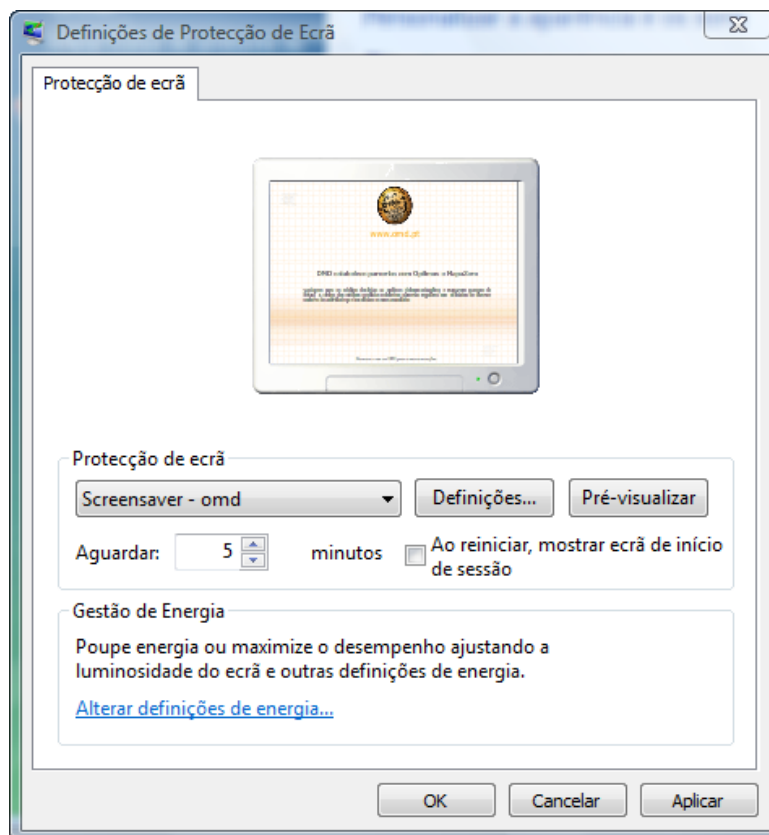 Definições de Protecção de Ecrã
Protecção de ecrã
www.omd.pt
Protecção de ecrã
Screensaver - omd
Definições...
Pré-visualizar
Aguardar:
5
minutos
Ao reiniciar, mostrar ecrã de início
de sessão
Gestão de Energia
Poupe energia ou maximize o desempenho ajustando a
luminosidade do ecrã e outras definições de energia.
Alterar definições de energia...
OK
Cancelar
Aplicar